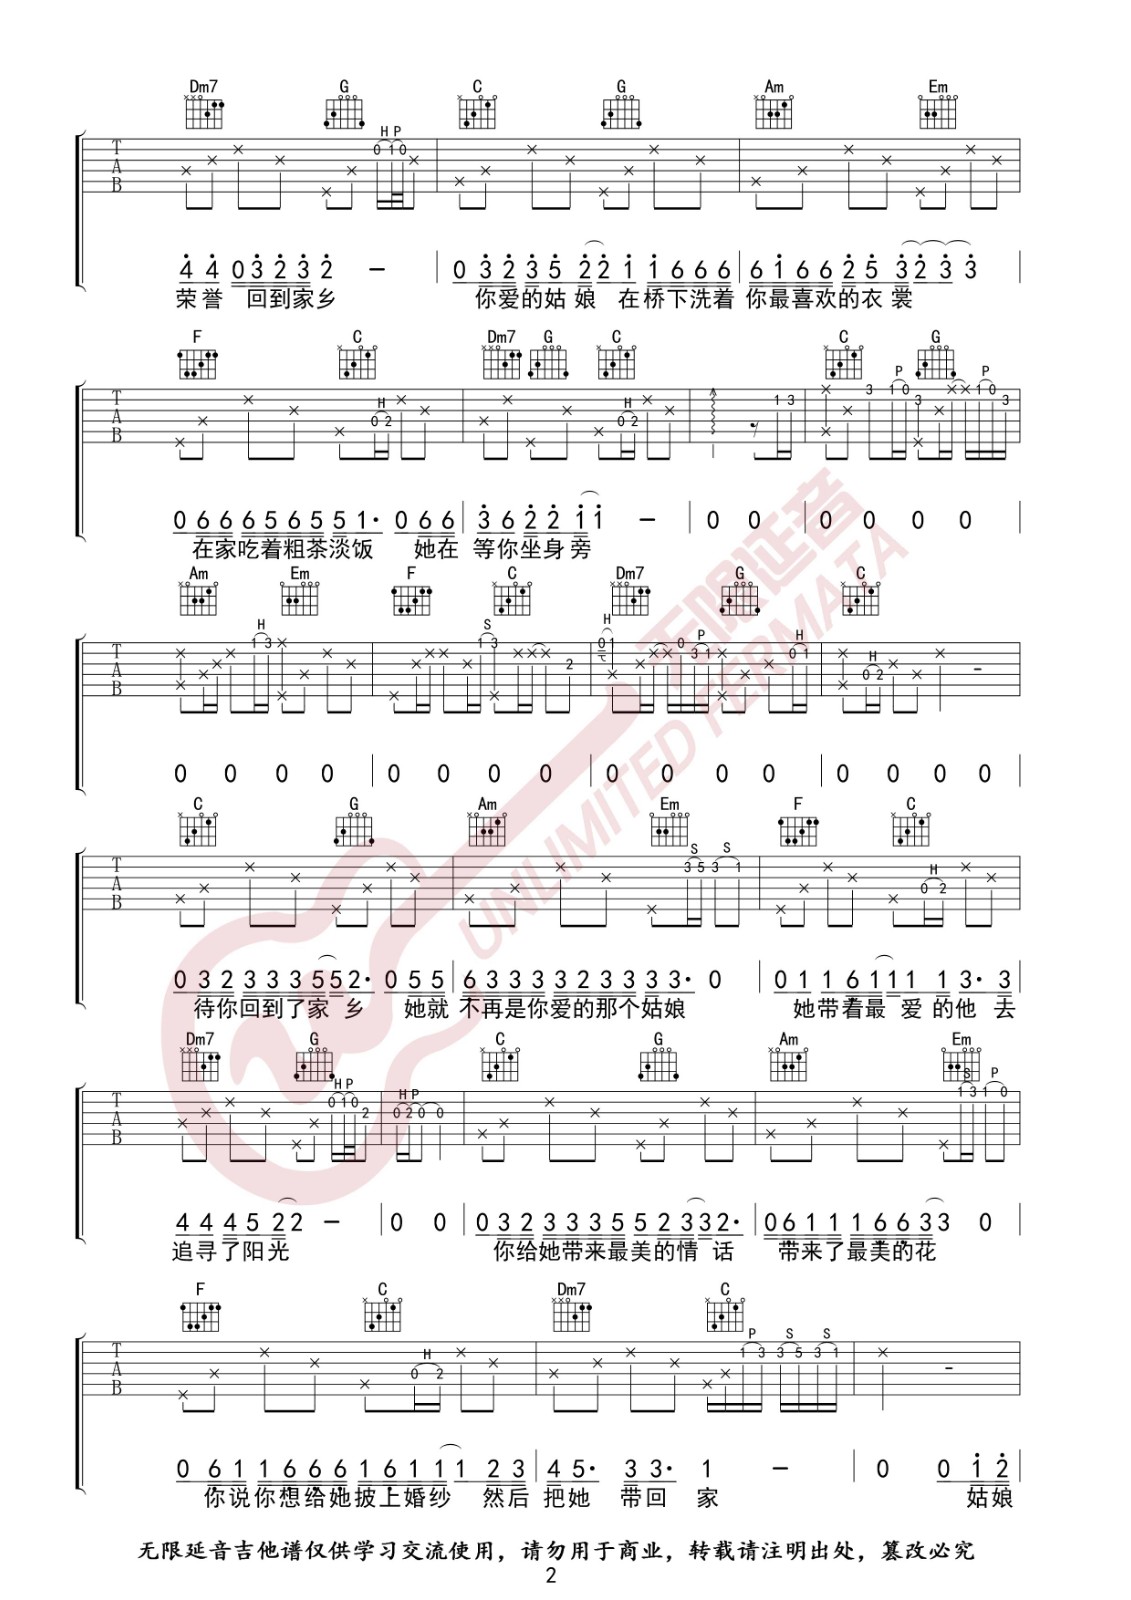 Dm7 G C G Am Em
H P
T A B 0 1 0
4 4 0 3 2 3 2 — 0 3 2 3 5 2 2 1 1 6 6 6 6 1 6 6 2 5 3 2 3 3
荣誉 回到家乡 你爱的姑娘 在桥下洗着 你最喜欢的衣裳
F C Dm7 G C C G
T A B H 0 2 H 0 2 1 3 3 P 1 0 3 P 1 0 3
0 6 6 6 6 5 6 5 5 1· 0 6 6 3 6 2 2 1 1 — 0 0 0 0 0 0
在家吃着粗茶淡饭 她在 等你坐身旁
Am Em F C Dm7 G C
T A B H 1 3 S 1 3 2 H 0 1 0 P 3 1 H 0 1 H 0 2 –
0 0 0 0 0 0 0 0 0 0 0 0 0 0 0 0
C G Am Em F C
T A B S S 3 5 3 1 H 0 2
0 3 2 3 3 3 5 5 2· 0 5 5 6 3 3 3 3 2 3 3 3 3· 0 0 1 1 6 1 1 1 1 3· 3
待你回到了家乡 她就 不再是你爱的那个姑娘 她带着最爱的他去
Dm7 G C G Am Em
T A B H P 0 1 0 2 H P 0 2 0 0 S P 1 3 1 0
4 4 4 5 2 2 — 0 0 0 3 2 3 3 3 5 5 2 3 3 2· 0 6 1 1 1 6 6 3 3 0
追寻了阳光 你给她带来最美的情话 带来了最美的花
F C Dm7 C
T A B H 0 2 P 1 3 S 3 5 S 3 1 –
0 6 1 1 6 6 6 1 6 1 1 2 3 4 5· 3 3· 1 — 0 0 1 2
你说你想给她披上婚纱 然后 把她 带回 家 姑娘
无限延音吉他谱仅供学习交流使用，请勿用于商业，转载请注明出处，篡改必究
2
无限延音
UNLIMITED FERMATA